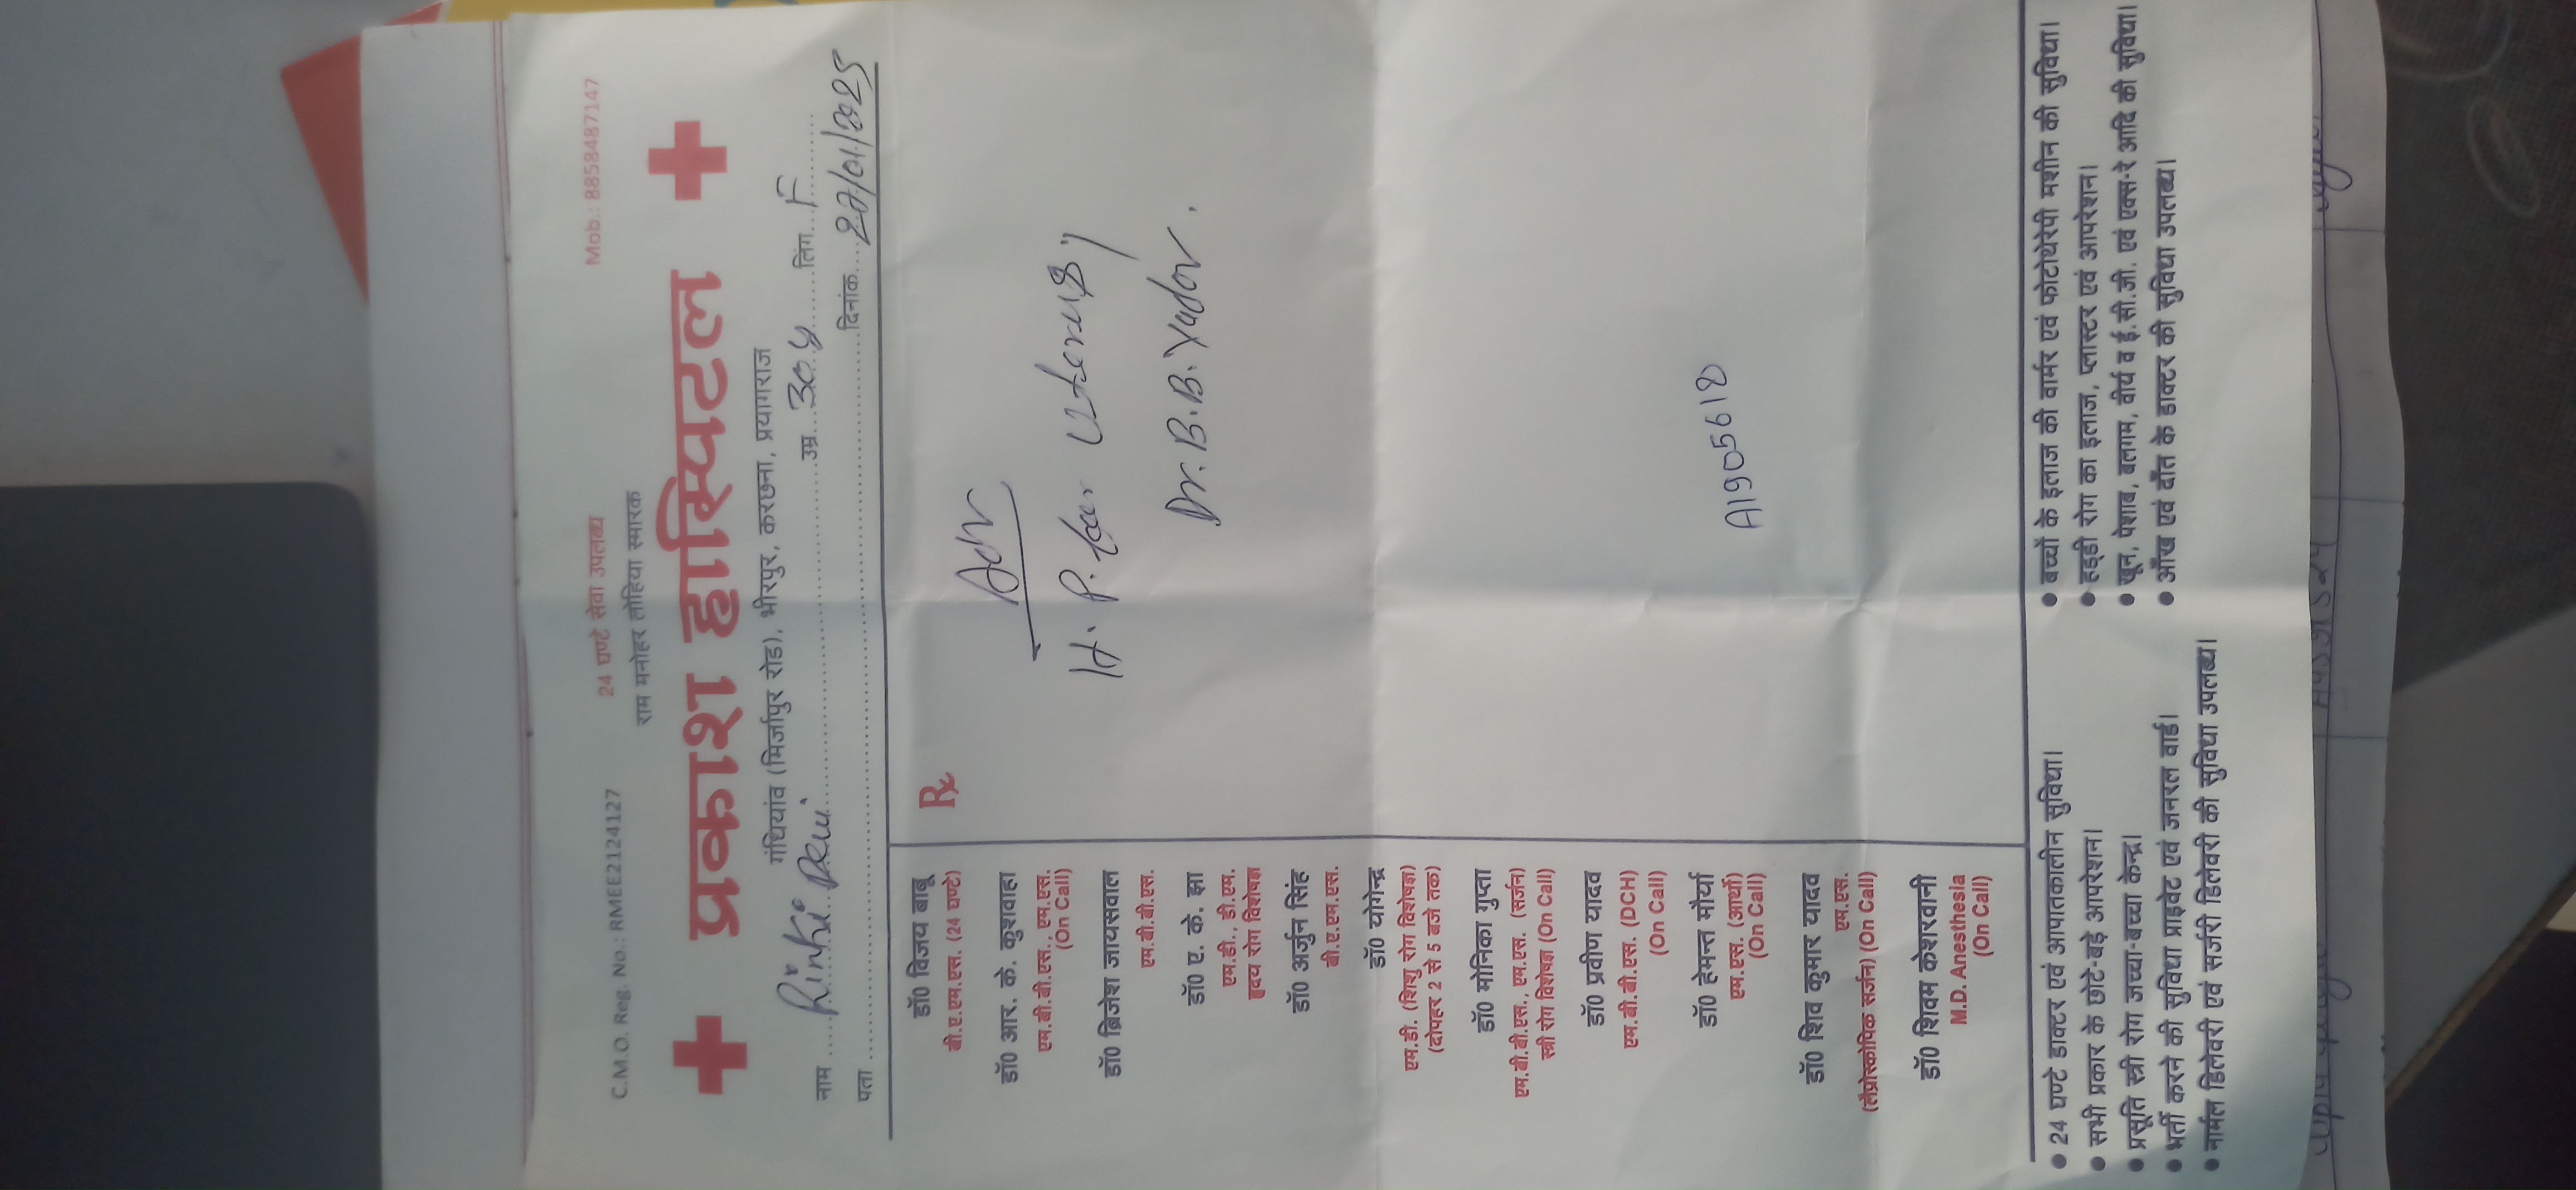 C.M.O. Reg. No.: RMEE2124127 24 घण्टे सेवा उपलब्ध Mob.: 8858487147
राम मनोहर लोहिया स्मारक
प्रकाश हास्पिटल
गंधियांव (मिर्जापुर रोड), भीरपुर, करछना, प्रयागराज
नाम Rinki Devi उम्र 30 y लिंग F
पता दिनांक 22/01/2025
Rx
Adv
H. P. for Uterus
Dr. B. B. Yadav.
A1905618
डॉ0 विजय बाबू
बी.ए.एम.एस. (24 घण्टे)
डॉ0 आर. के. कुशवाहा
एम.बी.बी.एस., एम.एस.
(On Call)
डॉ0 ब्रिजेश जायसवाल
एम.बी.बी.एस.
डॉ0 ए. के. झा
एम.डी., डी.एम.
हृदय रोग विशेषज्ञ
डॉ0 अर्जुन सिंह
बी.ए.एम.एस.
डॉ0 योगेन्द्र
एम.डी. (शिशु रोग विशेषज्ञ)
(दोपहर 2 से 5 बजे तक)
डॉ0 मोनिका गुप्ता
एम.बी.बी.एस., एम.एस. (सर्जन)
स्त्री रोग विशेषज्ञ (On Call)
डॉ0 प्रवीण यादव
एम.बी.बी.एस. (DCH)
(On Call)
डॉ0 हेमन्त मौर्या
एम.एस. (आर्थो)
(On Call)
डॉ0 शिव कुमार यादव
एम.एस.
(लैप्रोस्कोपिक सर्जन) (On Call)
डॉ0 शिवम केशरवानी
M.D. Anesthesia
(On Call)
● 24 घण्टे डाक्टर एवं आपातकालीन सुविधा।
● सभी प्रकार के छोटे-बड़े आपरेशन।
● प्रसूति स्त्री रोग जच्चा-बच्चा केन्द्र।
● भर्ती करने की सुविधा प्राइवेट एवं जनरल वार्ड।
● नार्मल डिलेवरी एवं सर्जरी डिलेवरी की सुविधा उपलब्ध।
● बच्चों के इलाज की वार्मर एवं फोटोथेरेपी मशीन की सुविधा।
● हड्डी रोग का इलाज, प्लास्टर एवं आपरेशन।
● खून, पेशाब, बलगम, वीर्य व ई.सी.जी. एवं एक्स-रे आदि की सुविधा।
● आँख एवं दाँत के डाक्टर की सुविधा उपलब्ध।